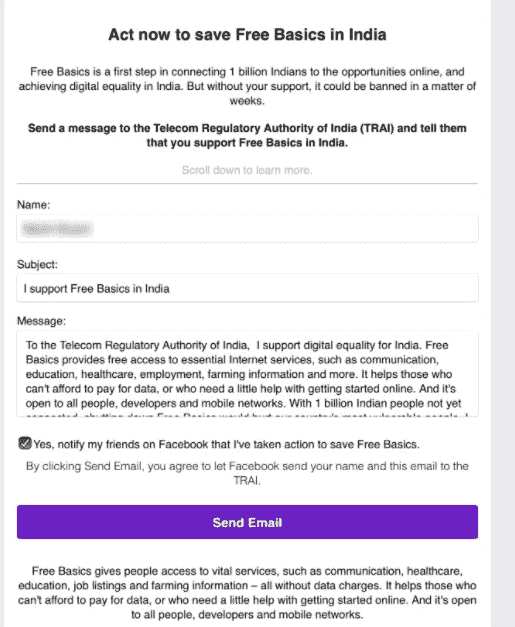 Act now to save Free Basics in India
Free Basics is a first step in connecting 1 billion Indians to the opportunities online, and
achieving digital equality in India. But without your support, it could be banned in a matter of
weeks.
Send a message to the Telecom Regulatory Authority of India (TRAI) and tell them
that you support Free Basics in India.
Scroll down to learn more.
Name:
Subject:
I support Free Basics in India
Message:
To the Telecom Regulatory Authority of India,  I support digital equality for India. Free
Basics provides free access to essential Internet services, such as communication,
education, healthcare, employment, farming information and more. It helps those who
can't afford to pay for data, or who need a little help with getting started online. And it's
open to all people, developers and mobile networks. With 1 billion Indian people not yet
Yes, notify my friends on Facebook that I've taken action to save Free Basics.
By clicking Send Email, you agree to let Facebook send your name and this email to the
TRAI.
Send Email
Free Basics gives people access to vital services, such as communication, healthcare,
education, job listings and farming information – all without data charges. It helps those who
can't afford to pay for data, or who need a little help with getting started online. And it's open
to all people, developers and mobile networks.